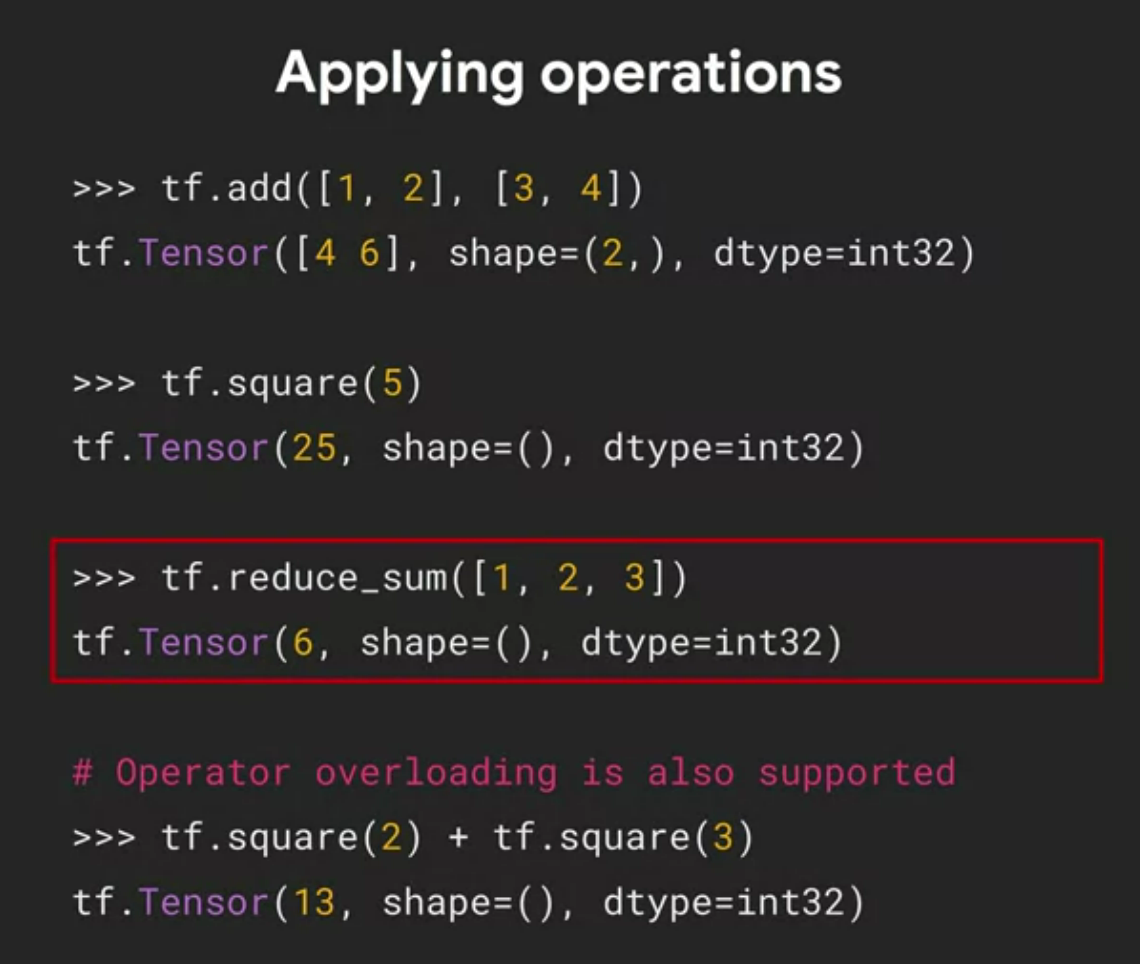 Applying operations
>>> tf.add([1, 2], [3, 4])
tf.Tensor([4 6], shape=(2,), dtype=int32)
>>> tf.square(5)
tf.Tensor(25, shape=(), dtype=int32)
>>> tf.reduce_sum([1, 2, 3])
tf.Tensor(6, shape=(), dtype=int32)
# Operator overloading is also supported
>>> tf.square(2) + tf.square(3)
tf.Tensor(13, shape=(), dtype=int32)